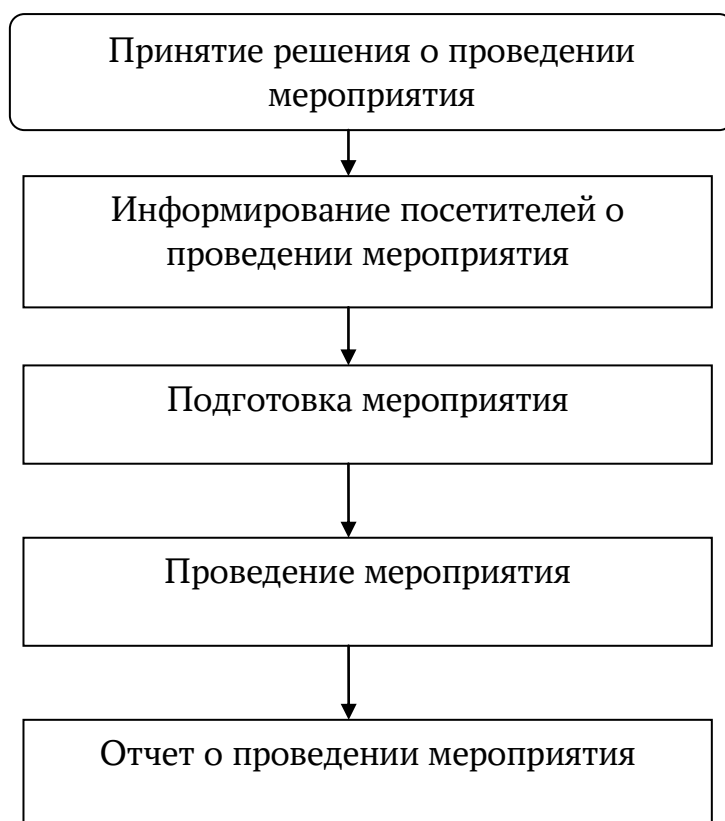 Принятие решения о проведении
мероприятия
Информирование посетителей о
проведении мероприятия
Подготовка мероприятия
Проведение мероприятия
Отчет о проведении мероприятия